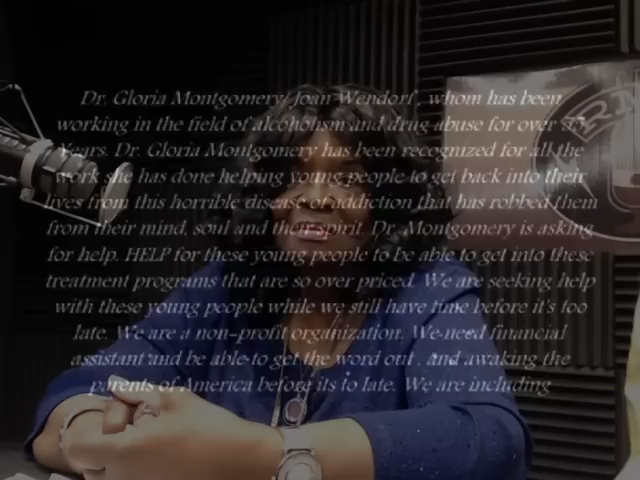 Dr. Gloria Montgomery/Joan Wendorf , whom has been
working in the field of alcoholism and drug abuse for over
Years. Dr. Gloria Montgomery has been recognized for all the
work she has done helping young people to get back into their
lives from this horrible disease of addiction that has robbed them
from their mind, soul and their spirit. Dr. Montgomery is asking
for help. HELP for these young people to be able to get into these
treatment programs that are so over priced. We are seeking help
with these young people while we still have time before it's too
late. We are a non-profit organization. We need financial
assistant and be able to get the word out , and awaking the
parents of America before its to late. We are including